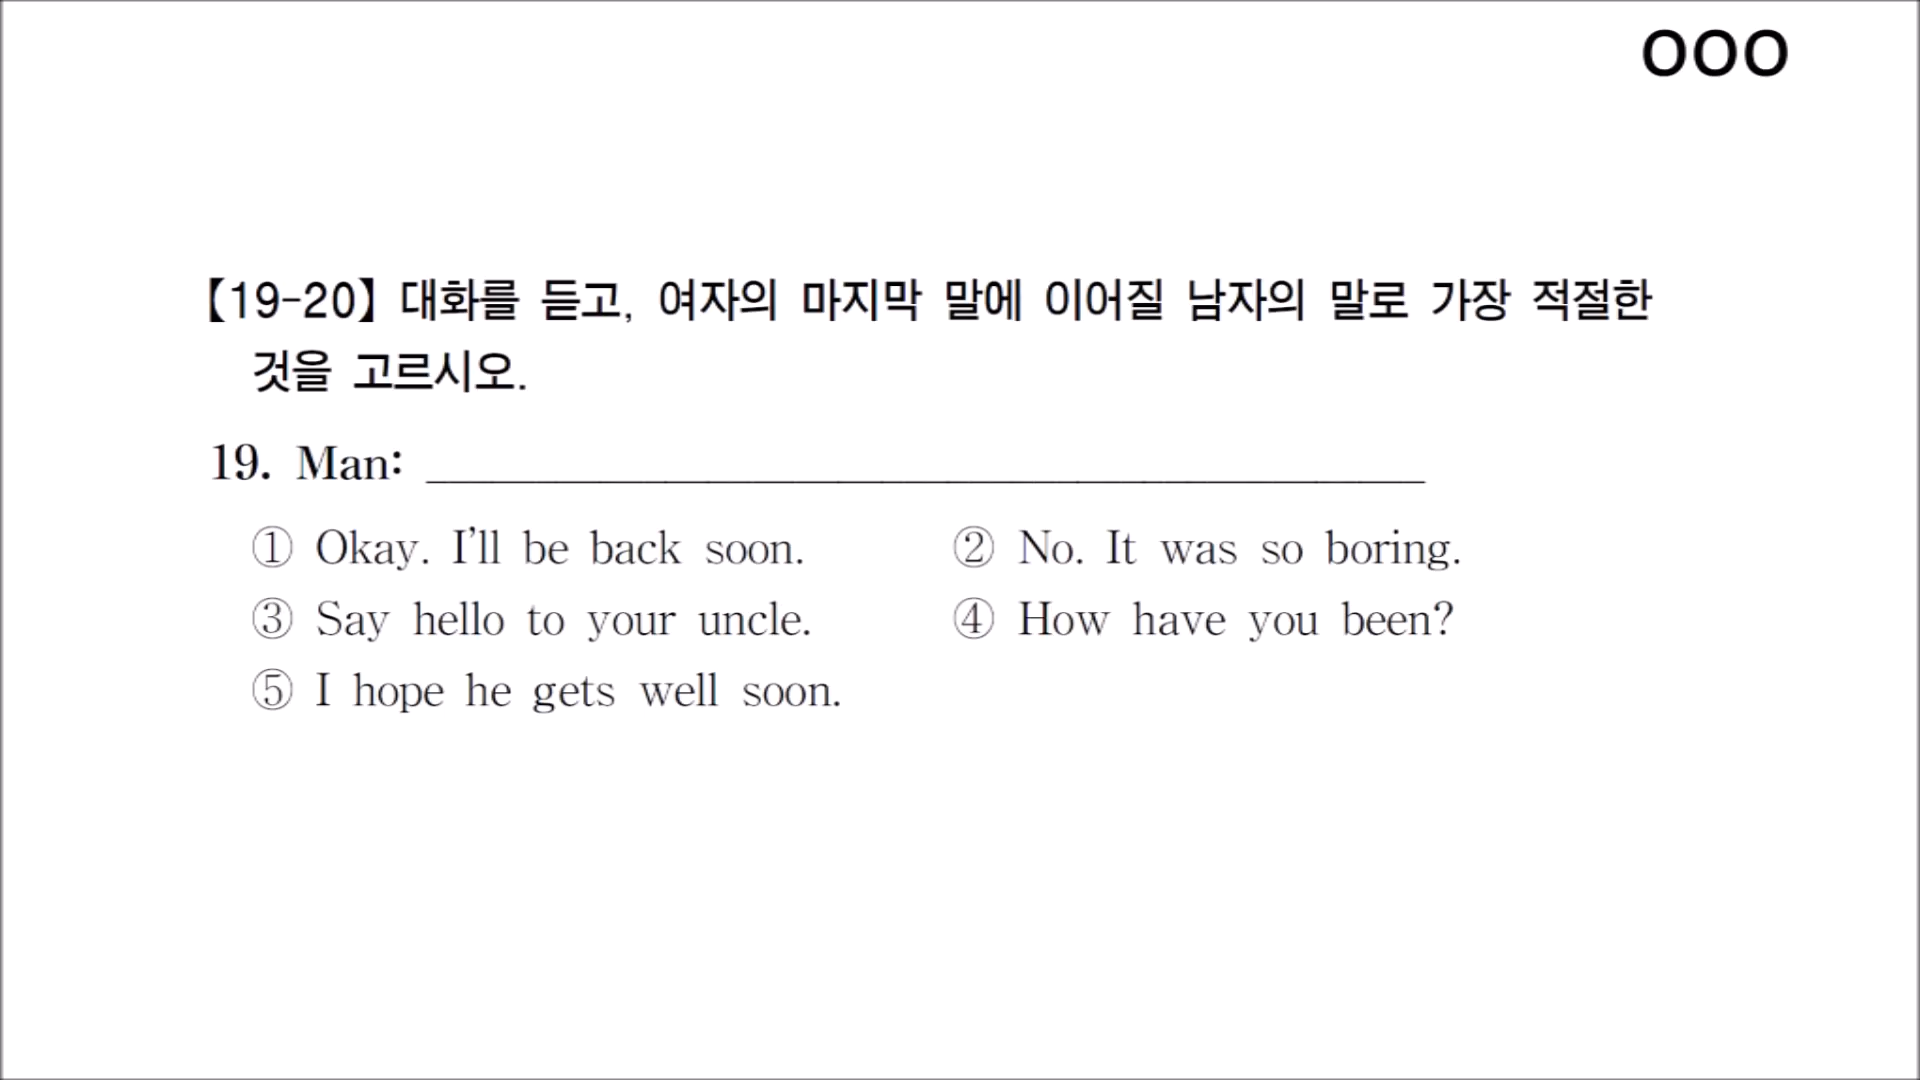 OOO
【19-20】 대화를 듣고, 여자의 마지막 말에 이어질 남자의 말로 가장 적절한
것을 고르시오.
19. Man: ______________________________
① Okay. I’ll be back soon. ② No. It was so boring.
③ Say hello to your uncle. ④ How have you been?
⑤ I hope he gets well soon.